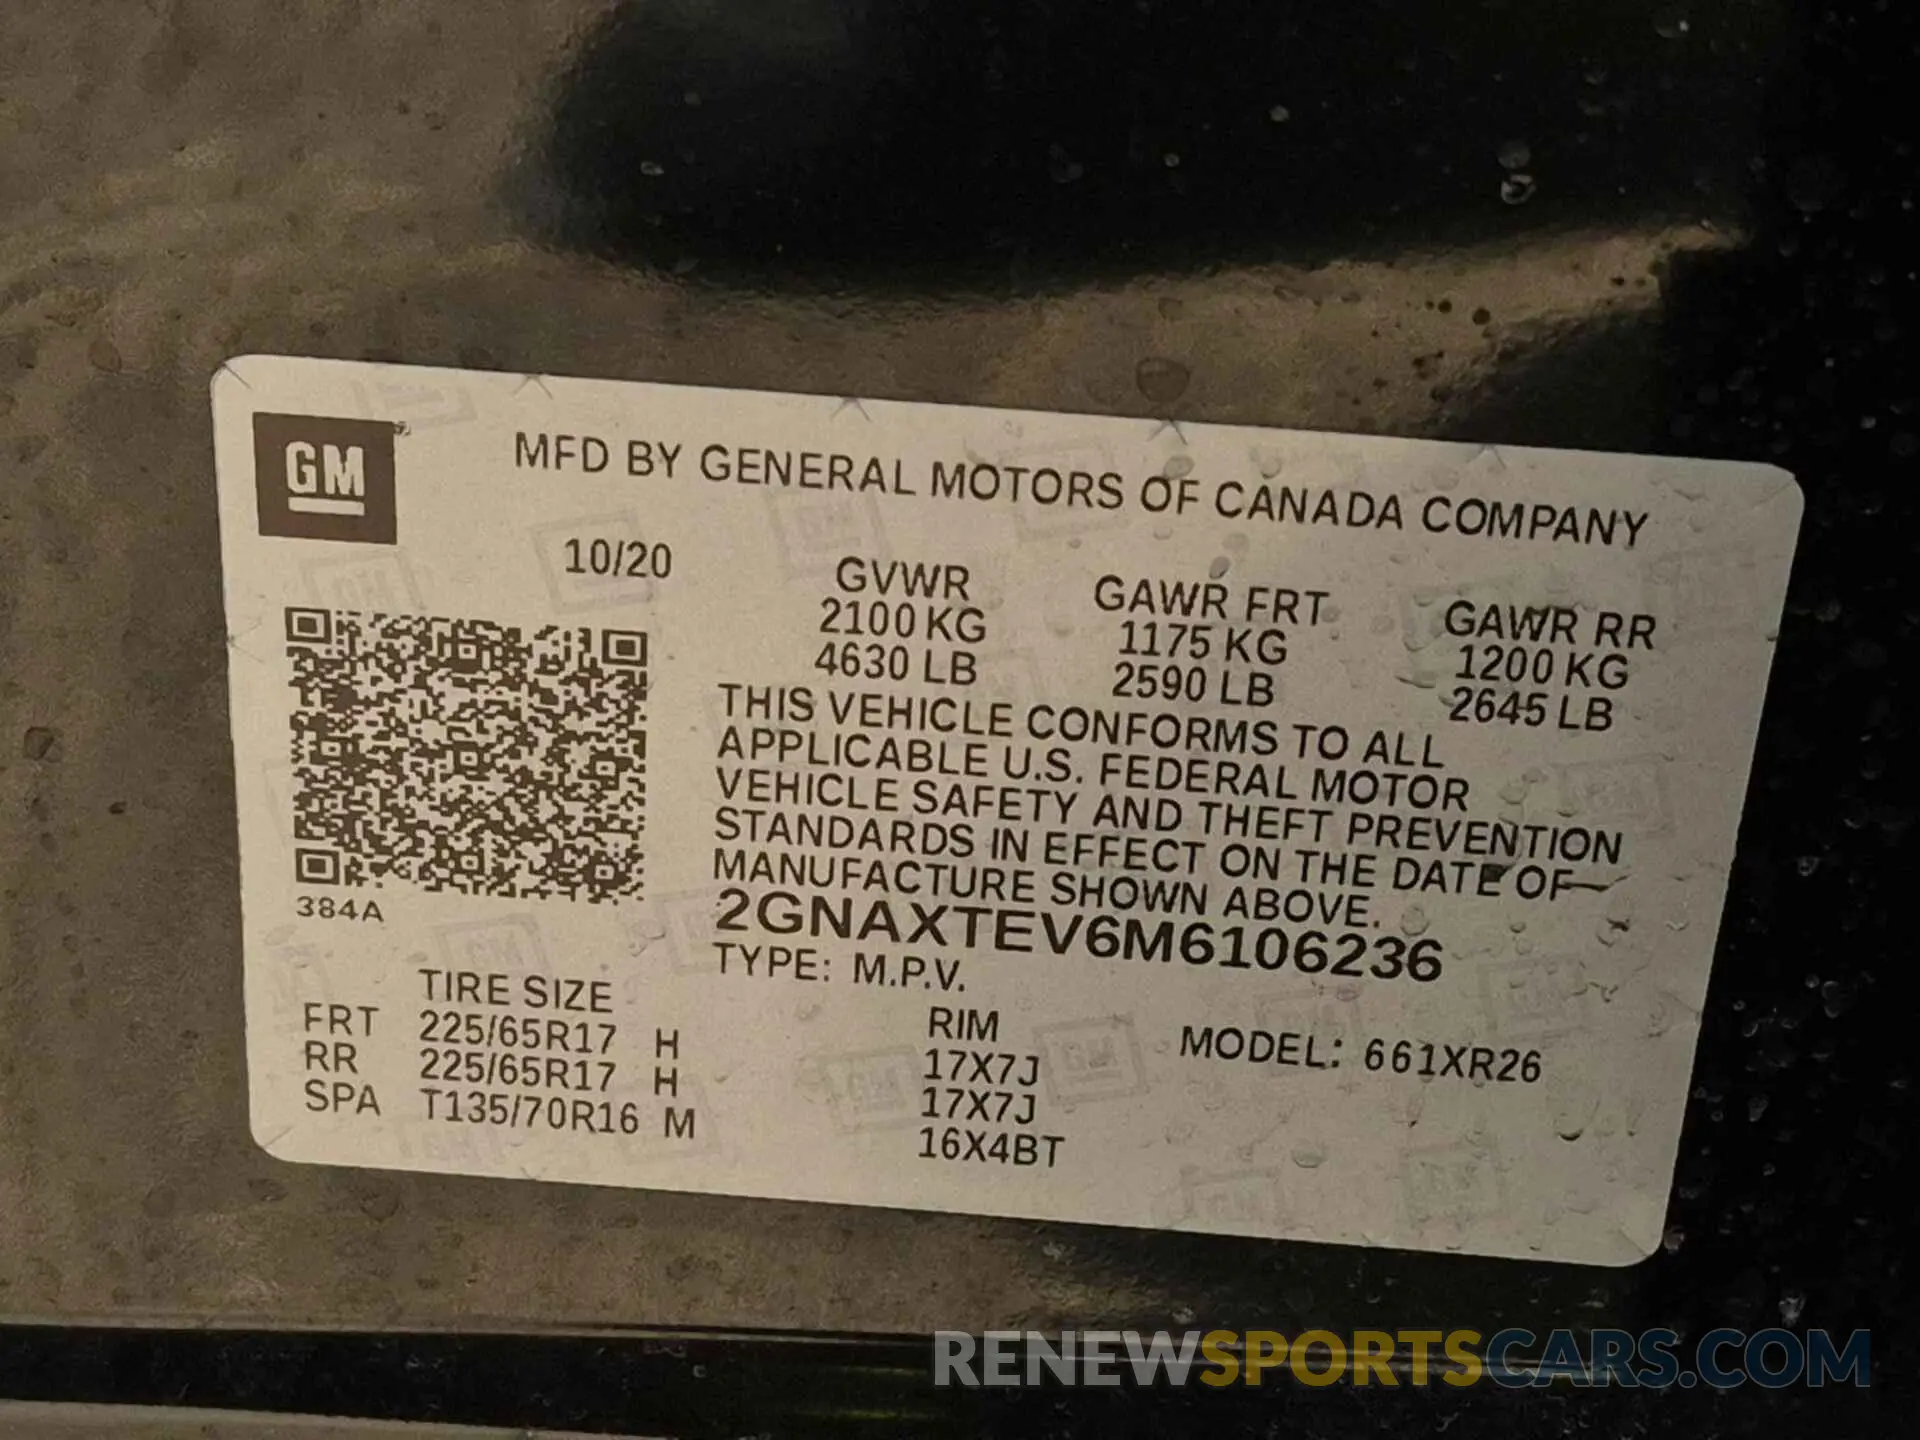 GM
MFD BY GENERAL MOTORS OF CANADA COMPANY
10/20
GVWR GAWR FRT GAWR RR
2100 KG 1175 KG 1200 KG
4630 LB 2590 LB 2645 LB
THIS VEHICLE CONFORMS TO ALL
APPLICABLE U.S. FEDERAL MOTOR
VEHICLE SAFETY AND THEFT PREVENTION
STANDARDS IN EFFECT ON THE DATE OF
MANUFACTURE SHOWN ABOVE.
384A
2GNAXTEV6M6106236
TYPE: M.P.V.
TIRE SIZE RIM MODEL: 661XR26
FRT 225/65R17 H 17X7J
RR 225/65R17 H 17X7J
SPA T135/70R16 M 16X4BT
RENEWSPORTSCARS.COM